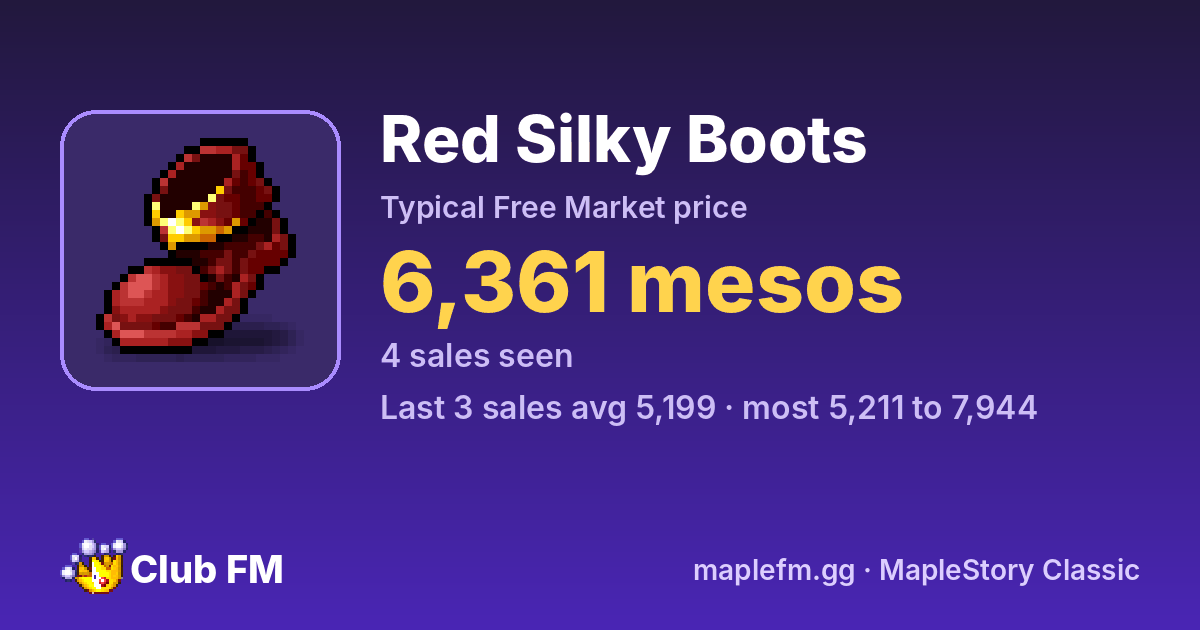 Red Silky Boots
Typical Free Market price
6,361 mesos
4 sales seen
Last 3 sales avg 5,199 · most 5,211 to 7,944
Club FM
maplefm.gg · MapleStory Classic